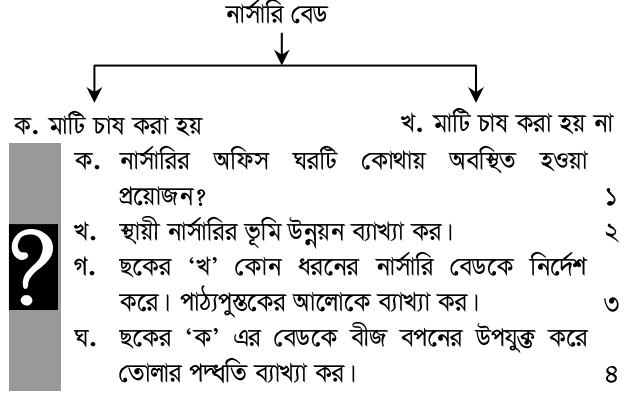 নার্সারি বেড
ক. মাটি চাষ করা হয়
খ. মাটি চাষ করা হয় না
ক. নার্সারির অফিস ঘরটি কোথায় অবস্থিত হওয়া
প্রয়োজন? ১
খ. স্থায়ী নার্সারির ভূমি উন্নয়ন ব্যাখ্যা কর। ২
গ. ছকের ‘খ’ কোন ধরনের নার্সারি বেডকে নির্দেশ
করে। পাঠ্যপুস্তকের আলোকে ব্যাখ্যা কর। ৩
ঘ. ছকের ‘ক’ এর বেডকে বীজ বপনের উপযুক্ত করে
তোলার পদ্ধতি ব্যাখ্যা কর। ৪
?